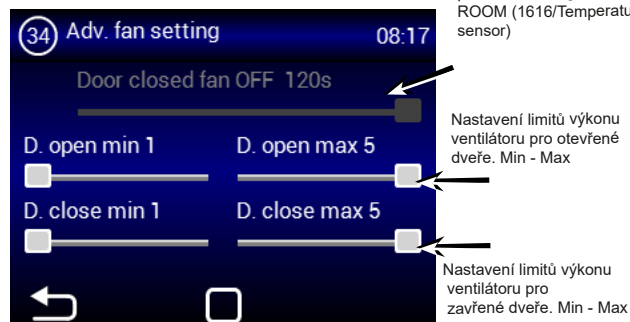 ROOM (1616/Temperatu
sensor)
34 Adv. fan setting 08:17
Door closed fan OFF 120s
D. open min 1 D. open max 5
D. close min 1 D. close max 5
Nastavení limitů výkonu
ventilátoru pro otevřené
dveře. Min - Max
Nastavení limitů výkonu
ventilátoru pro
zavřené dveře. Min - Max